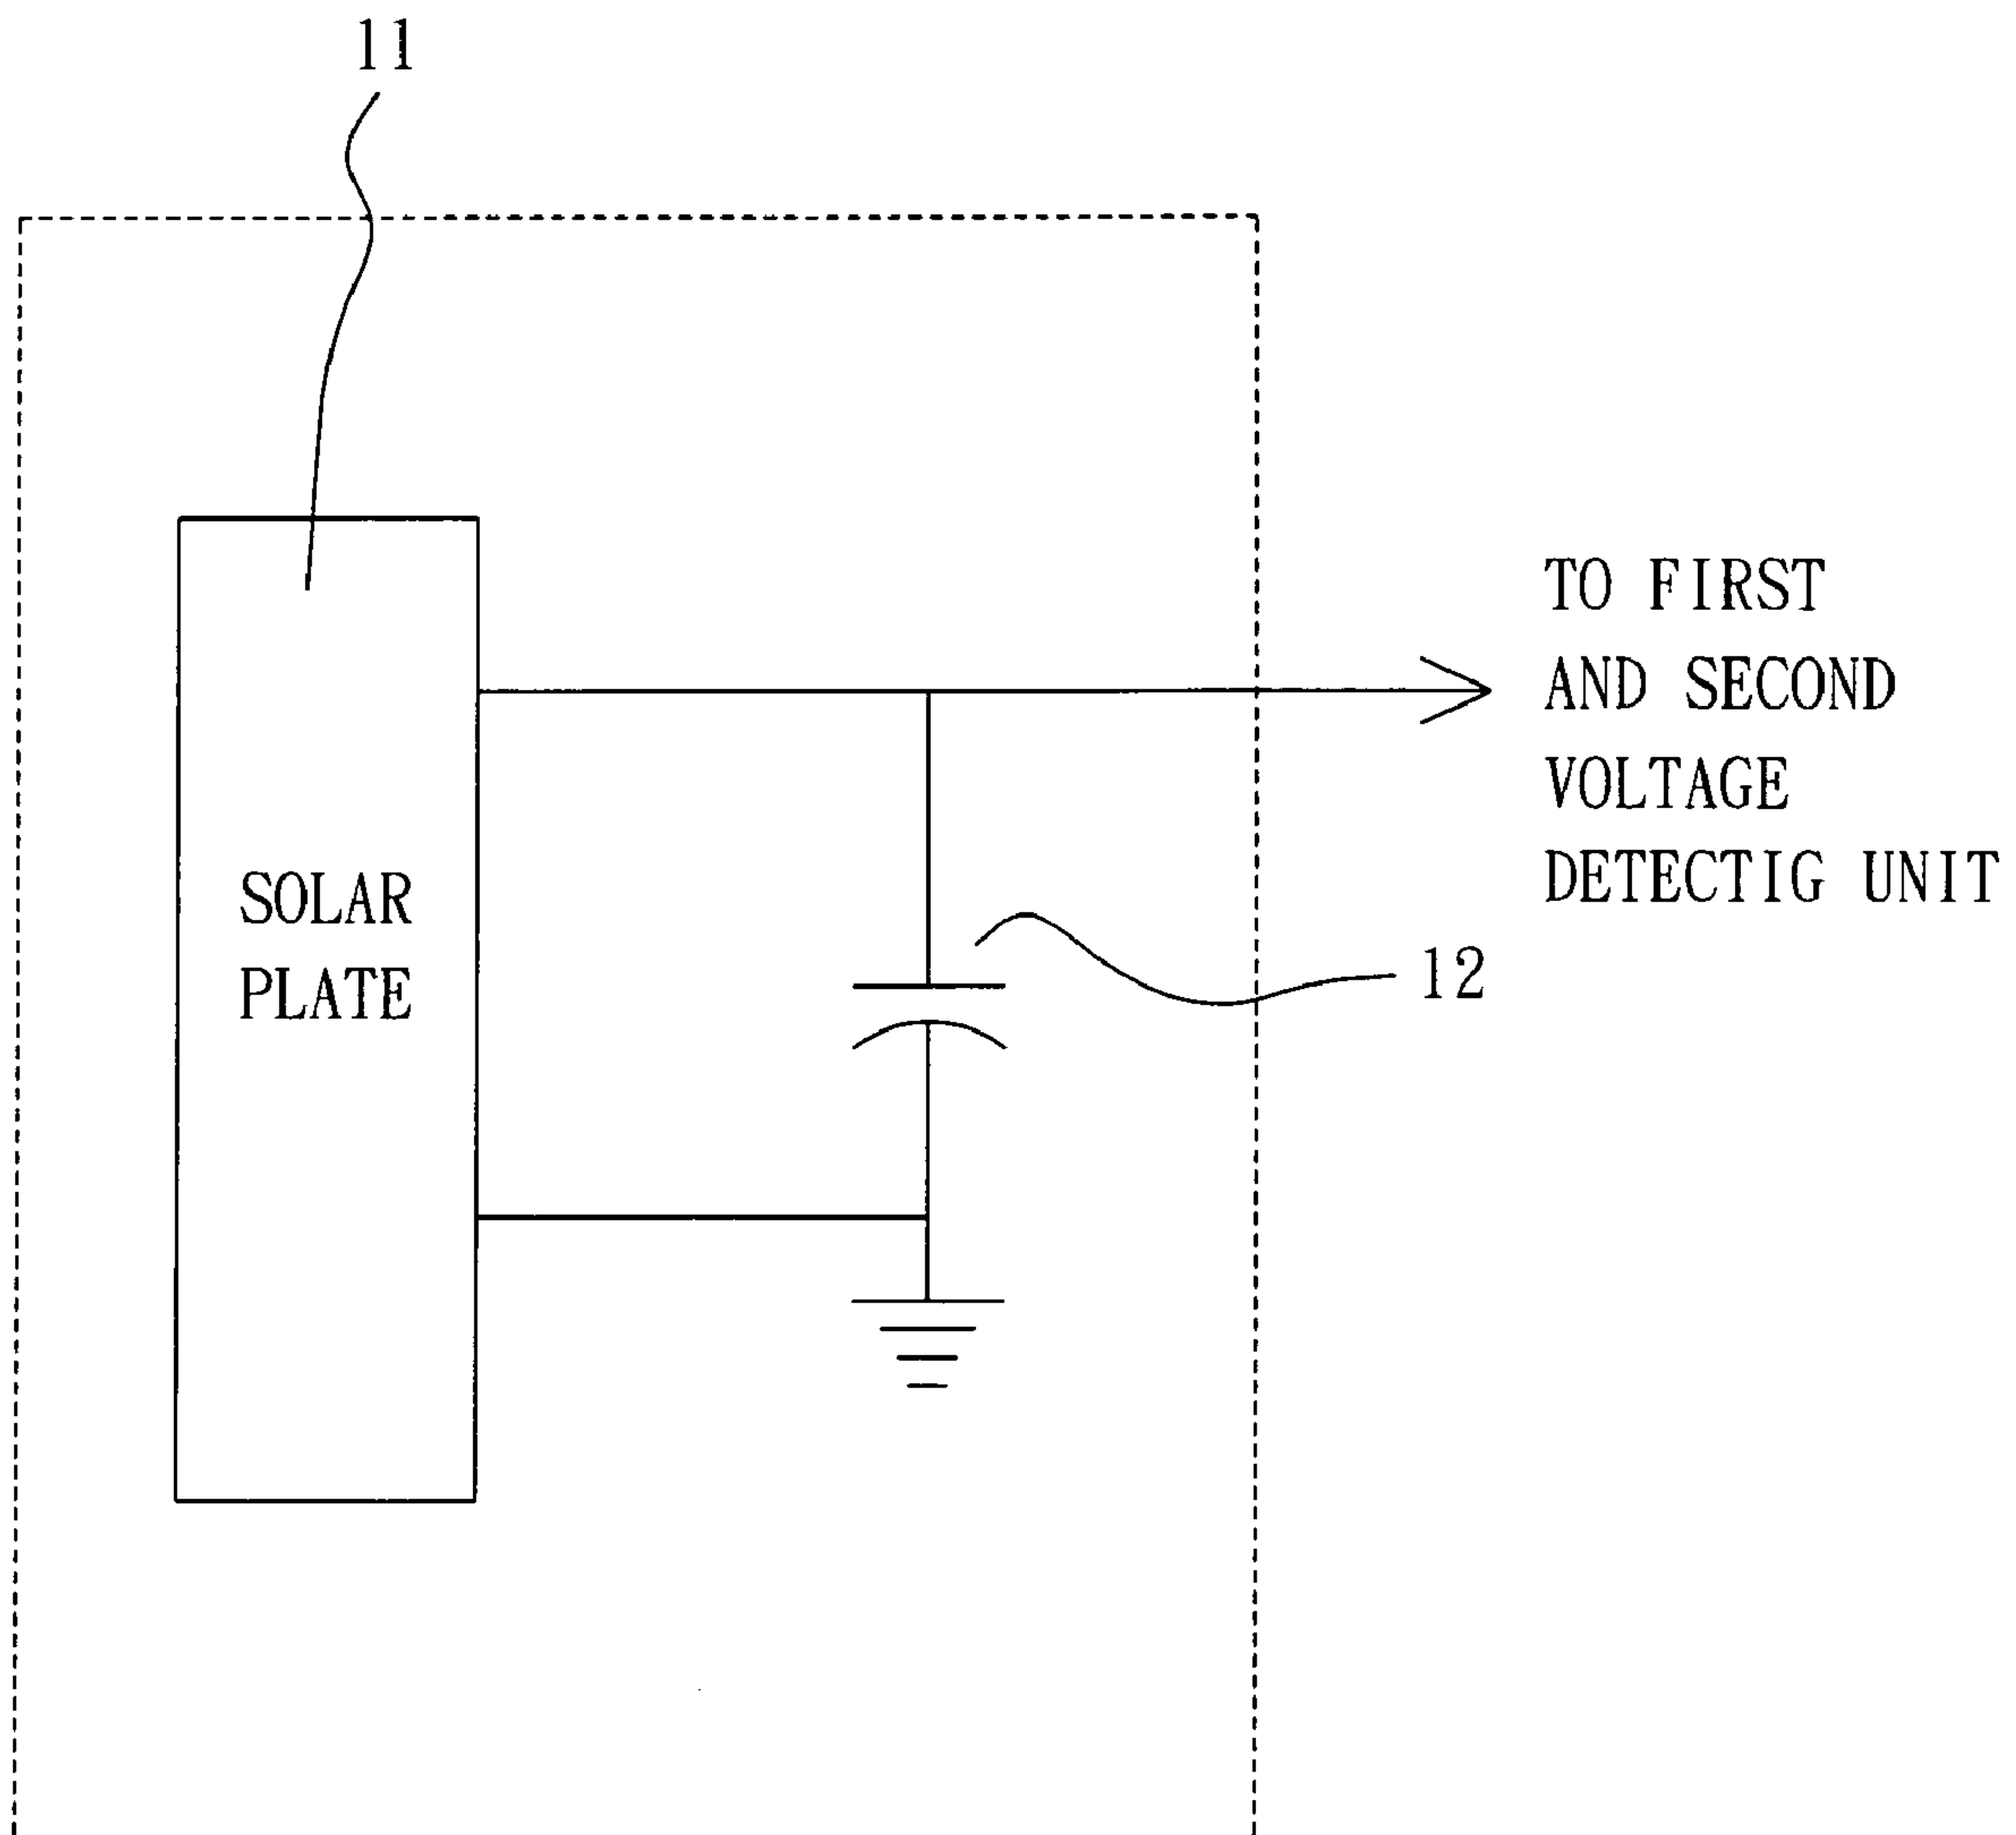 11
TO FIRST
AND SECOND
VOLTAGE
DETECTIG UNIT
SOLAR
PLATE
12